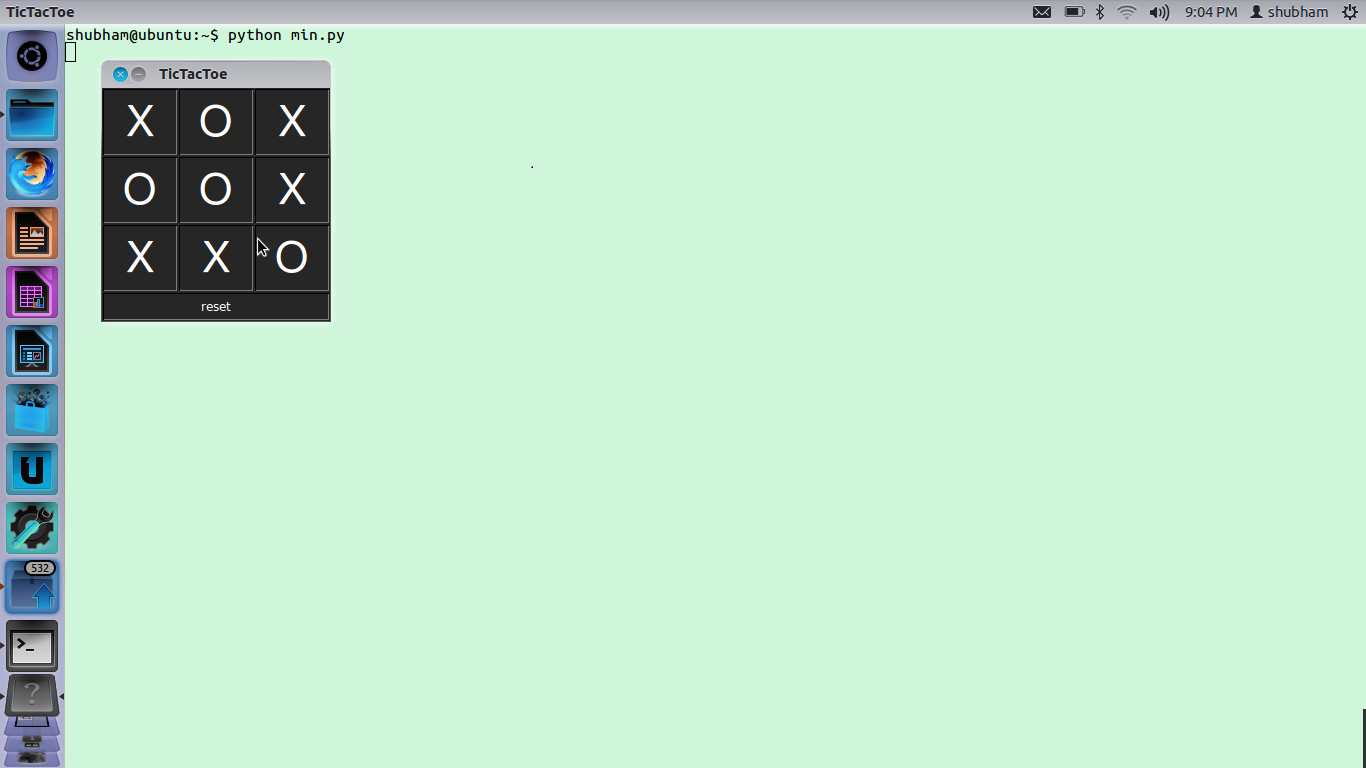 TicTacToe
9:04 PM shubham
shubham@ubuntu:~$ python min.py
TicTacToe
X O X
O O X
X X O
reset
532
>_
?